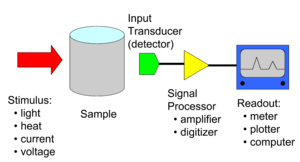 Input
Transducer
(detector)
Stimulus:
• light
• heat
• current
• voltage
Sample
Signal
Processor
• amplifier
• digitizer
Readout:
• meter
• plotter
• computer